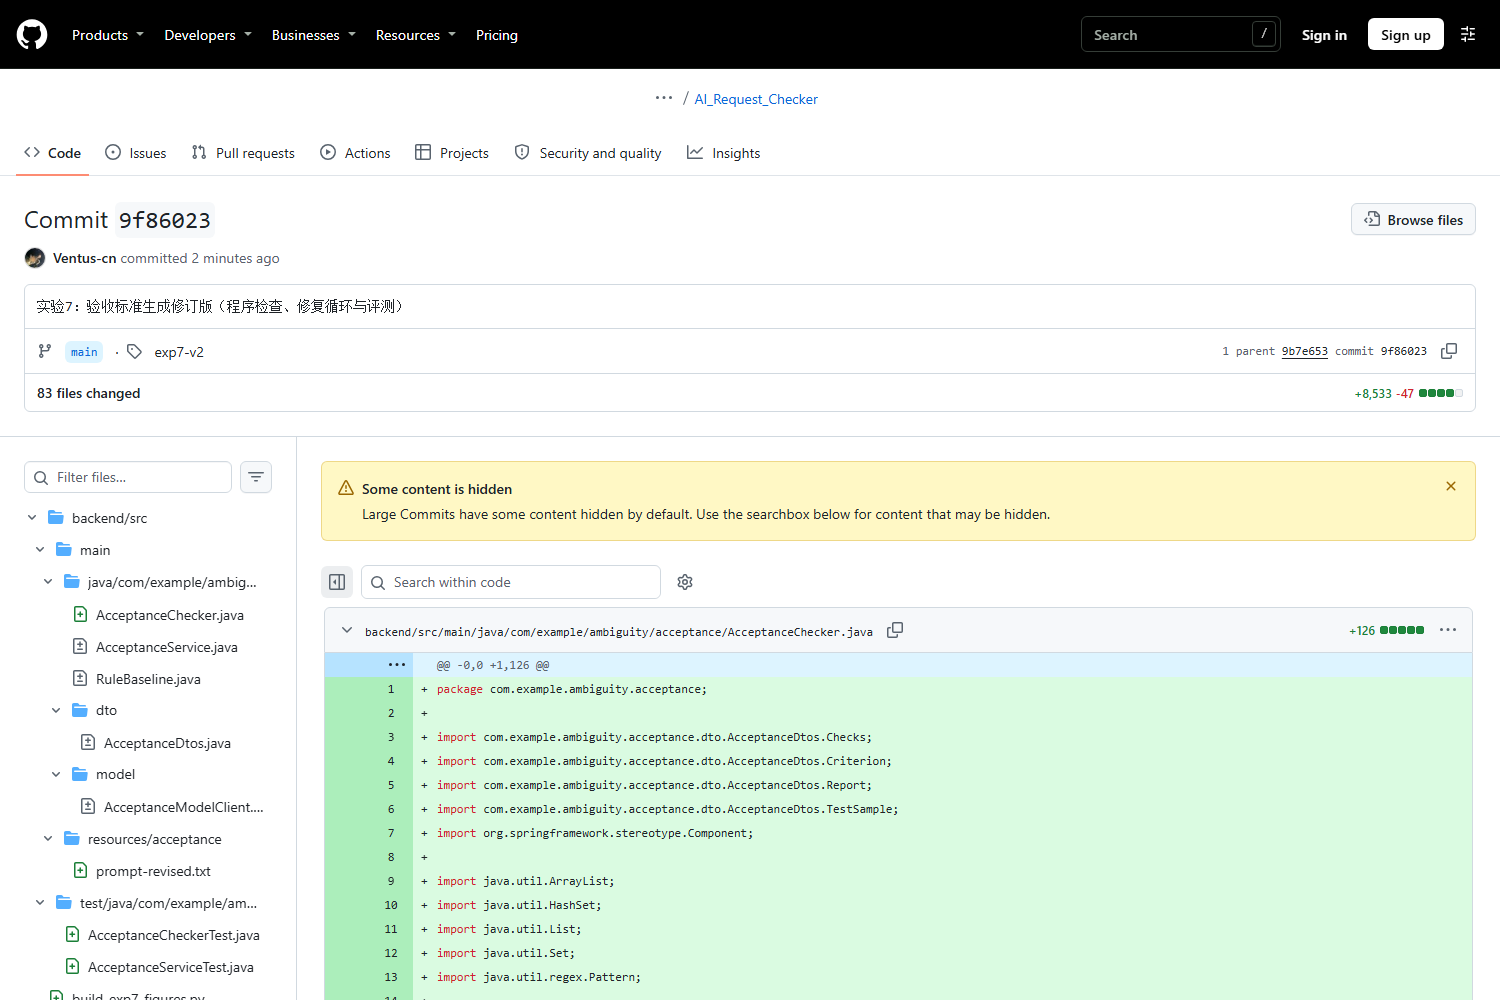 Products
Developers
Businesses
Resources
Pricing
Search
/
Sign in
Sign up
··· / AI_Request_Checker
Code
Issues
Pull requests
Actions
Projects
Security and quality
Insights
Commit 9f86023
Browse files
Ventus-cn committed 2 minutes ago
实验7：验收标准生成修订版（程序检查、修复循环与评测）
main · exp7-v2
1 parent 9b7e653 commit 9f86023
83 files changed
+8,533 -47
Filter files...
backend/src
main
java/com/example/ambig...
AcceptanceChecker.java
AcceptanceService.java
RuleBaseline.java
dto
AcceptanceDtos.java
model
AcceptanceModelClient....
resources/acceptance
prompt-revised.txt
test/java/com/example/am...
AcceptanceCheckerTest.java
AcceptanceServiceTest.java
build_exp7_figures.py
Some content is hidden
Large Commits have some content hidden by default. Use the searchbox below for content that may be hidden.
Search within code
backend/src/main/java/com/example/ambiguity/acceptance/AcceptanceChecker.java
+126
@@ -0,0 +1,126 @@
1 + package com.example.ambiguity.acceptance;
2 +
3 + import com.example.ambiguity.acceptance.dto.AcceptanceDtos.Checks;
4 + import com.example.ambiguity.acceptance.dto.AcceptanceDtos.Criterion;
5 + import com.example.ambiguity.acceptance.dto.AcceptanceDtos.Report;
6 + import com.example.ambiguity.acceptance.dto.AcceptanceDtos.TestSample;
7 + import org.springframework.stereotype.Component;
8 +
9 + import java.util.ArrayList;
10 + import java.util.HashSet;
11 + import java.util.List;
12 + import java.util.Set;
13 + import java.util.regex.Pattern;
14 +